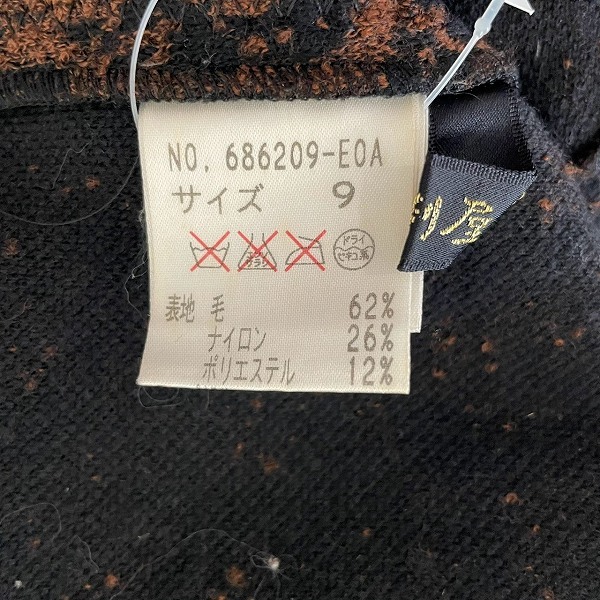 NO. 686209-EOA
サイズ 9
ドライ
セキユ系
表地 毛 62%
ナイロン 26%
ポリエステル 12%